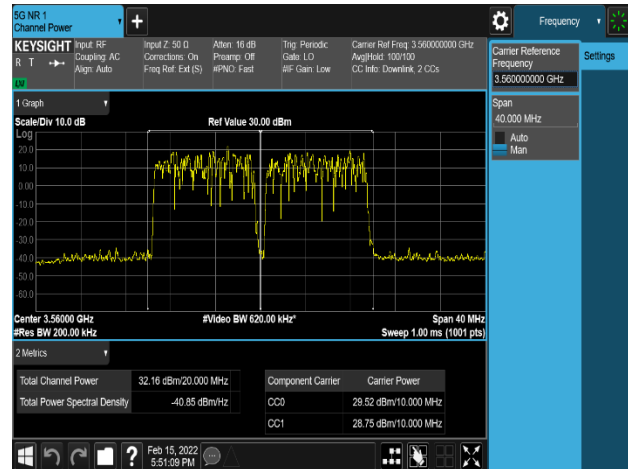 5G NR 1
Channel Power
Frequency
KEYSIGHT
R T
Input: RF
Coupling: AC
Align: Auto
Input Z: 50 Ω
Corrections: On
Freq Ref: Ext (S)
Atten: 16 dB
Preamp: Off
#PNO: Fast
Trig: Periodic
Gate: LO
#IF Gain: Low
Carrier Ref Freq: 3.560000000 GHz
Avg|Hold: 100/100
CC Info: Downlink, 2 CCs
Carrier Reference
Frequency
3.560000000 GHz
Settings
Span
40.000 MHz
Auto
Man
1 Graph
Scale/Div 10.0 dB
Ref Value 30.00 dBm
Log
20.0
10.0
0.00
-10.0
-20.0
-30.0
-40.0
-50.0
-60.0
Center 3.56000 GHz
#Video BW 620.00 kHz*
Span 40 MHz
#Res BW 200.00 kHz
Sweep 1.00 ms (1001 pts)
2 Metrics
Total Channel Power 32.16 dBm/20.000 MHz
Total Power Spectral Density -40.85 dBm/Hz
Component Carrier Carrier Power
CC0 29.52 dBm/10.000 MHz
CC1 28.75 dBm/10.000 MHz
?
Feb 15, 2022
5:51:09 PM